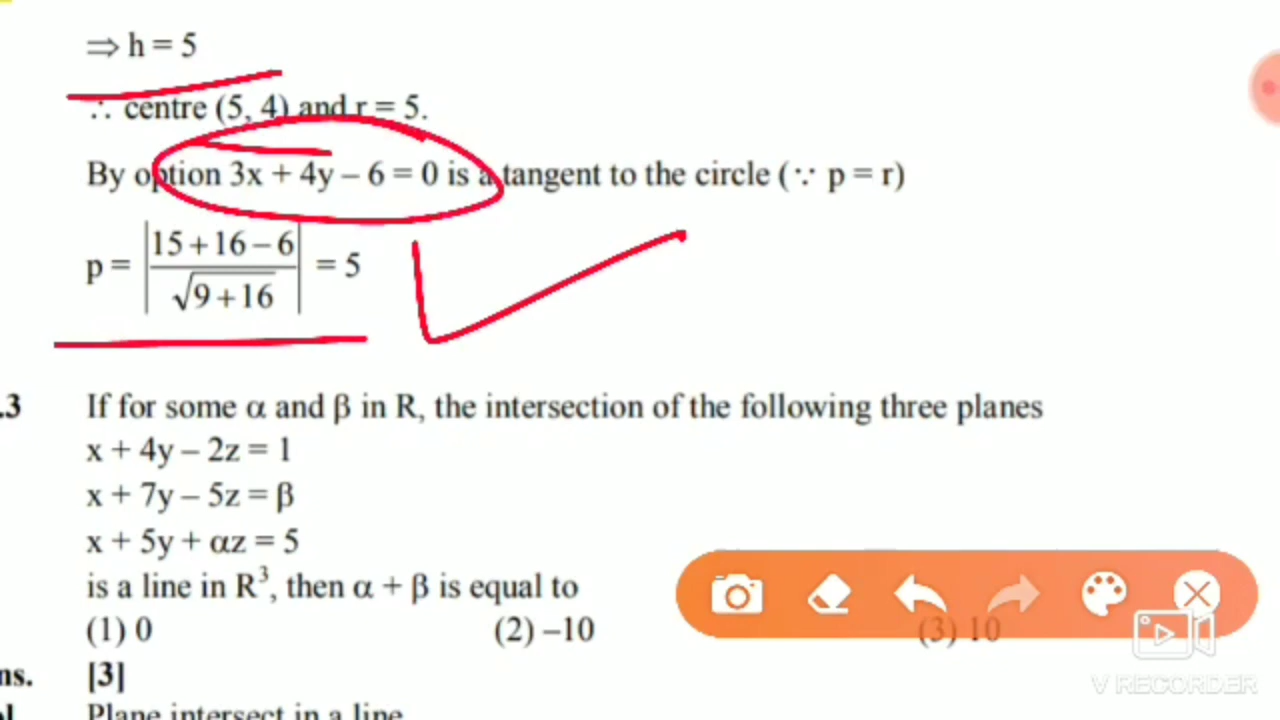 ⇒ h = 5
∴ centre (5, 4) and r = 5.
By option 3x + 4y – 6 = 0 is a tangent to the circle (∵ p = r)
p = |15+16–6 / √9+16| = 5
.3 If for some α and β in R, the intersection of the following three planes
x + 4y – 2z = 1
x + 7y – 5z = β
x + 5y + αz = 5
is a line in R³, then α + β is equal to
(1) 0 (2) –10 (3) 10
ns. [3]
Plane intersect in a line
V RECORDER